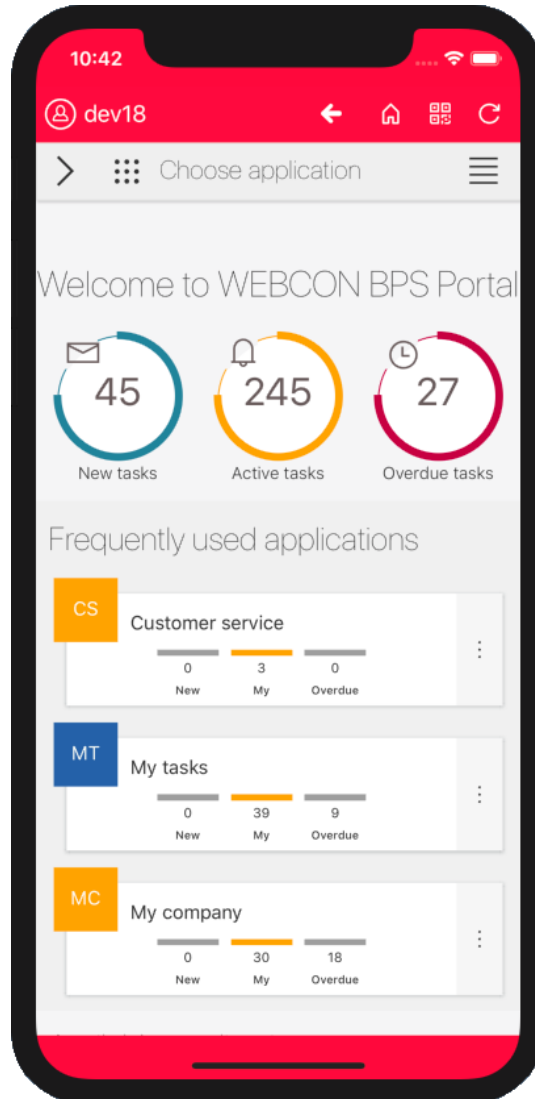 10:42
dev18
Choose application
Welcome to WEBCON BPS Portal
45 245 27
New tasks Active tasks Overdue tasks
Frequently used applications
CS
Customer service
0 3 0
New My Overdue
MT
My tasks
0 39 9
New My Overdue
MC
My company
0 30 18
New My Overdue